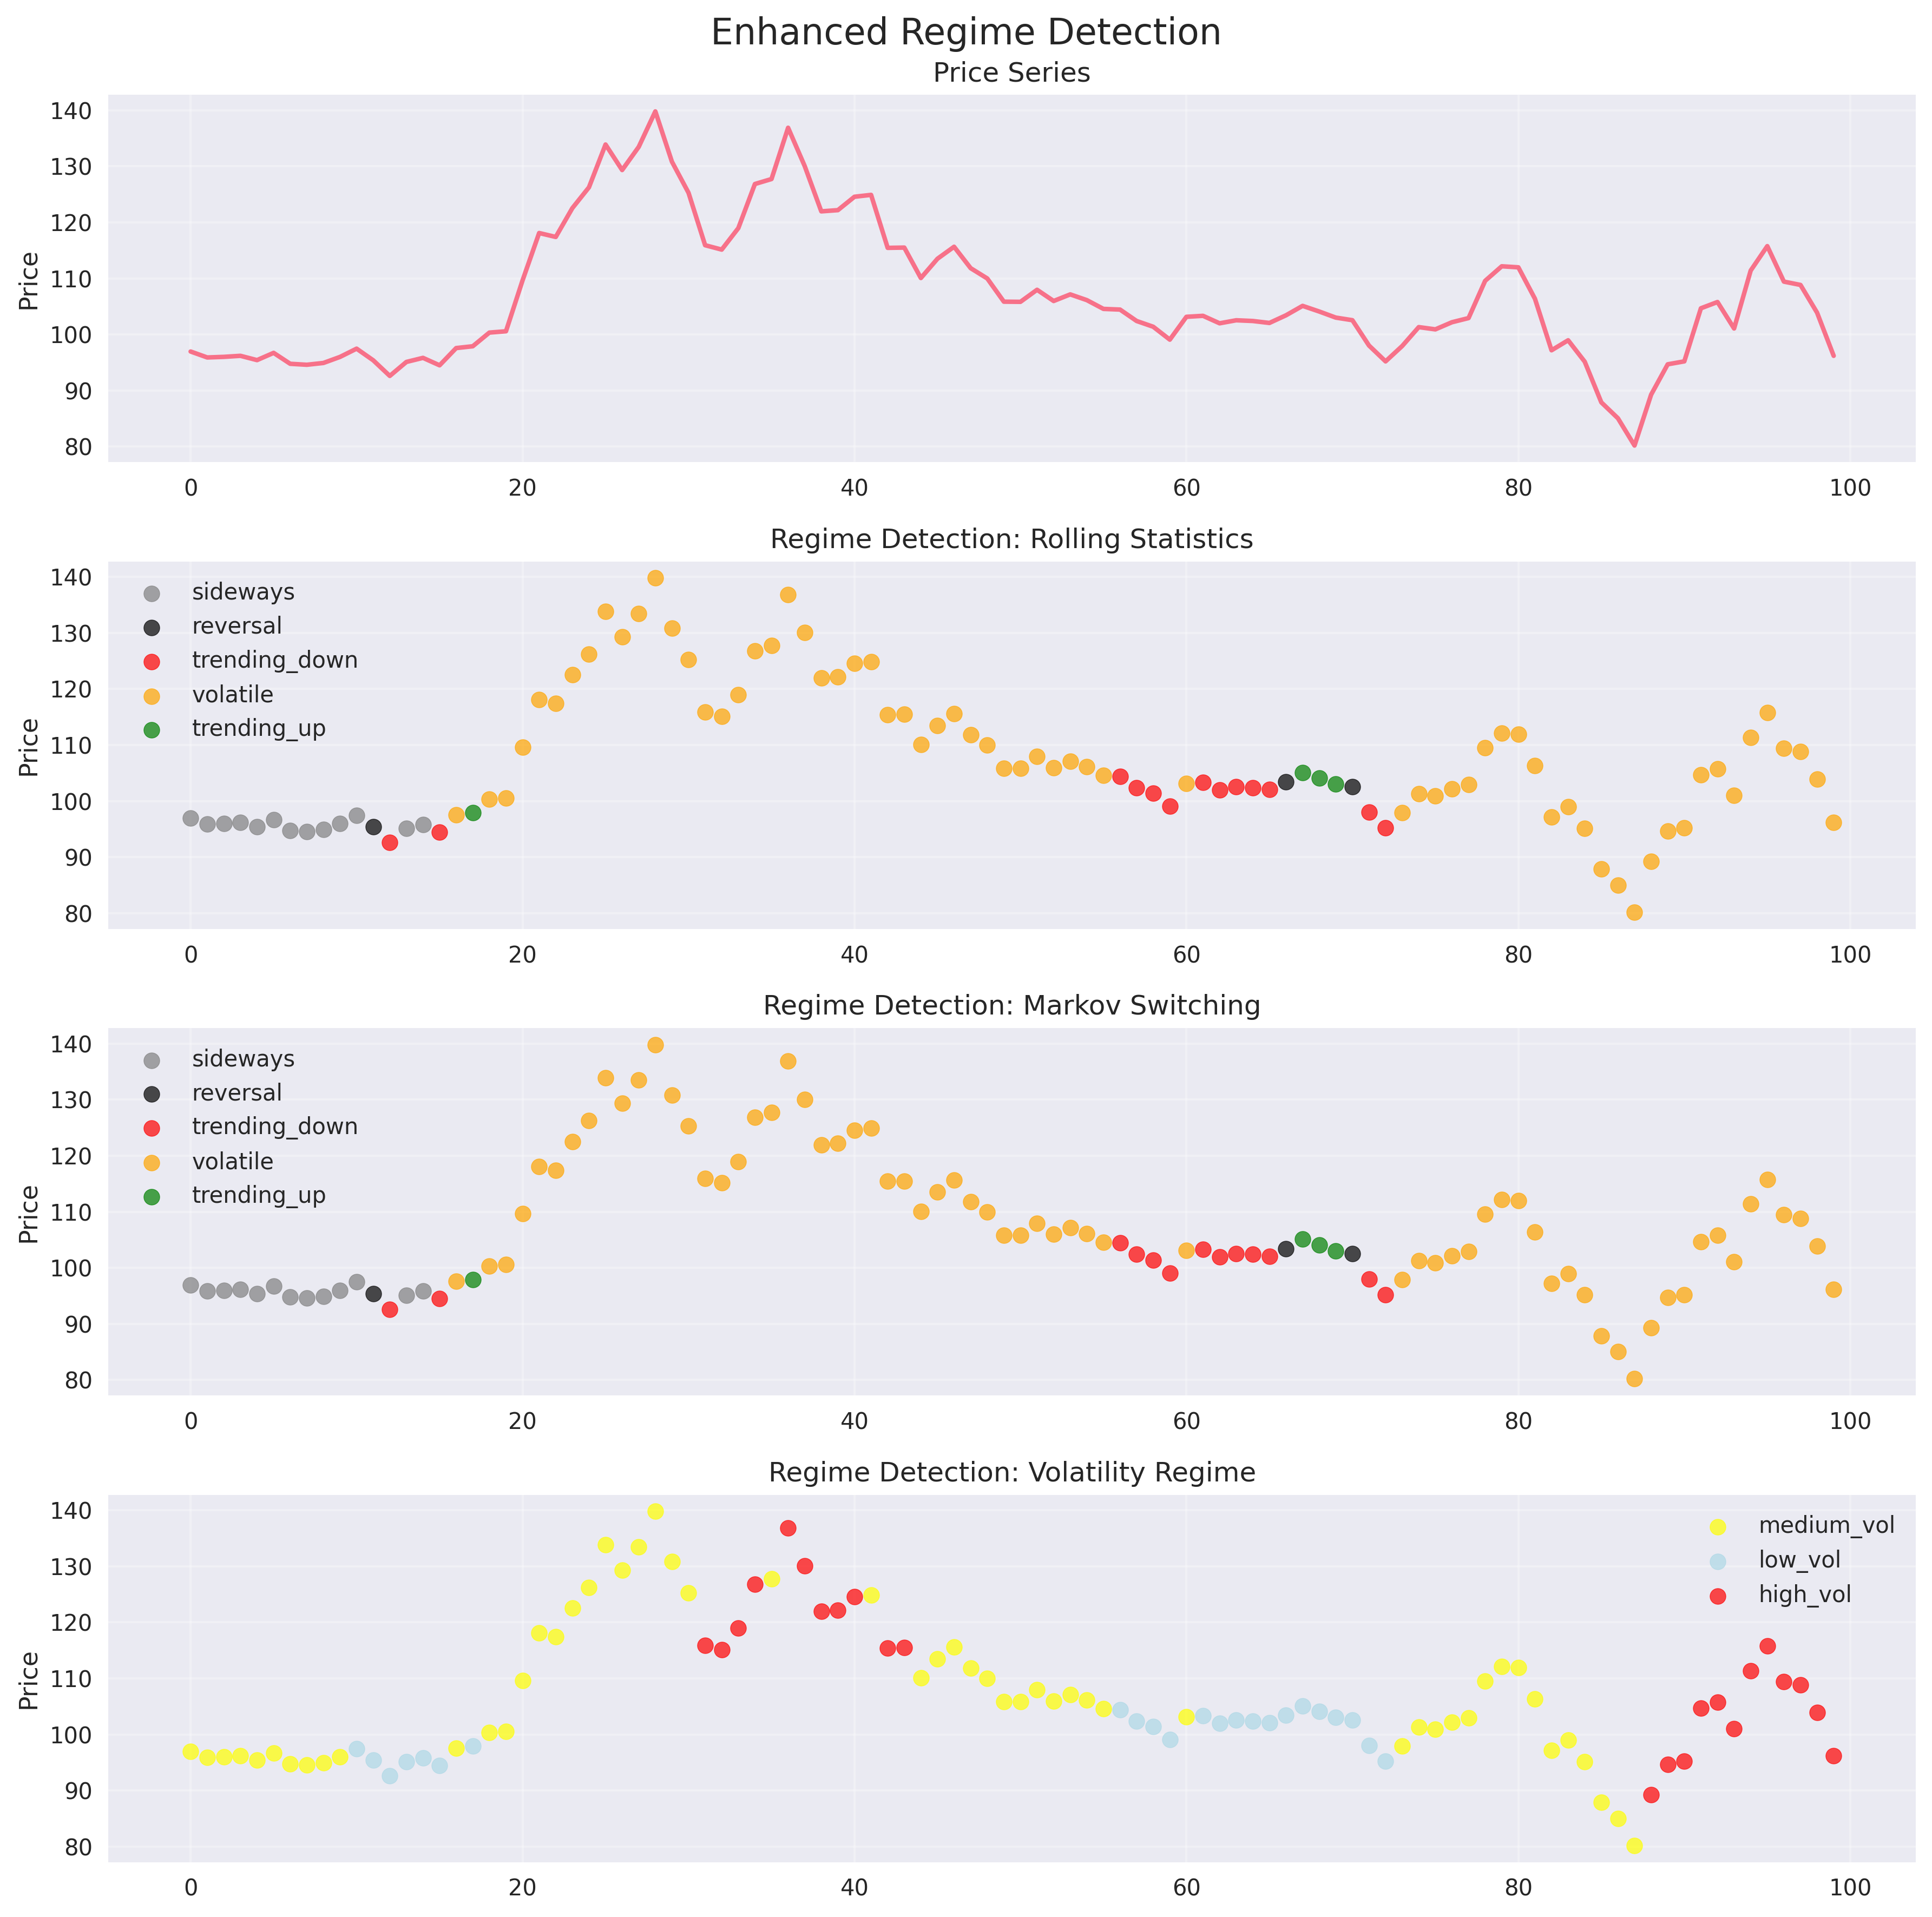 Enhanced Regime Detection
Price Series
Price
140
130
120
110
100
90
80
0 20 40 60 80 100
Regime Detection: Rolling Statistics
Price
140
130
120
110
100
90
80
sideways
reversal
trending_down
volatile
trending_up
0 20 40 60 80 100
Regime Detection: Markov Switching
Price
140
130
120
110
100
90
80
sideways
reversal
trending_down
volatile
trending_up
0 20 40 60 80 100
Regime Detection: Volatility Regime
Price
140
130
120
110
100
90
80
medium_vol
low_vol
high_vol
0 20 40 60 80 100